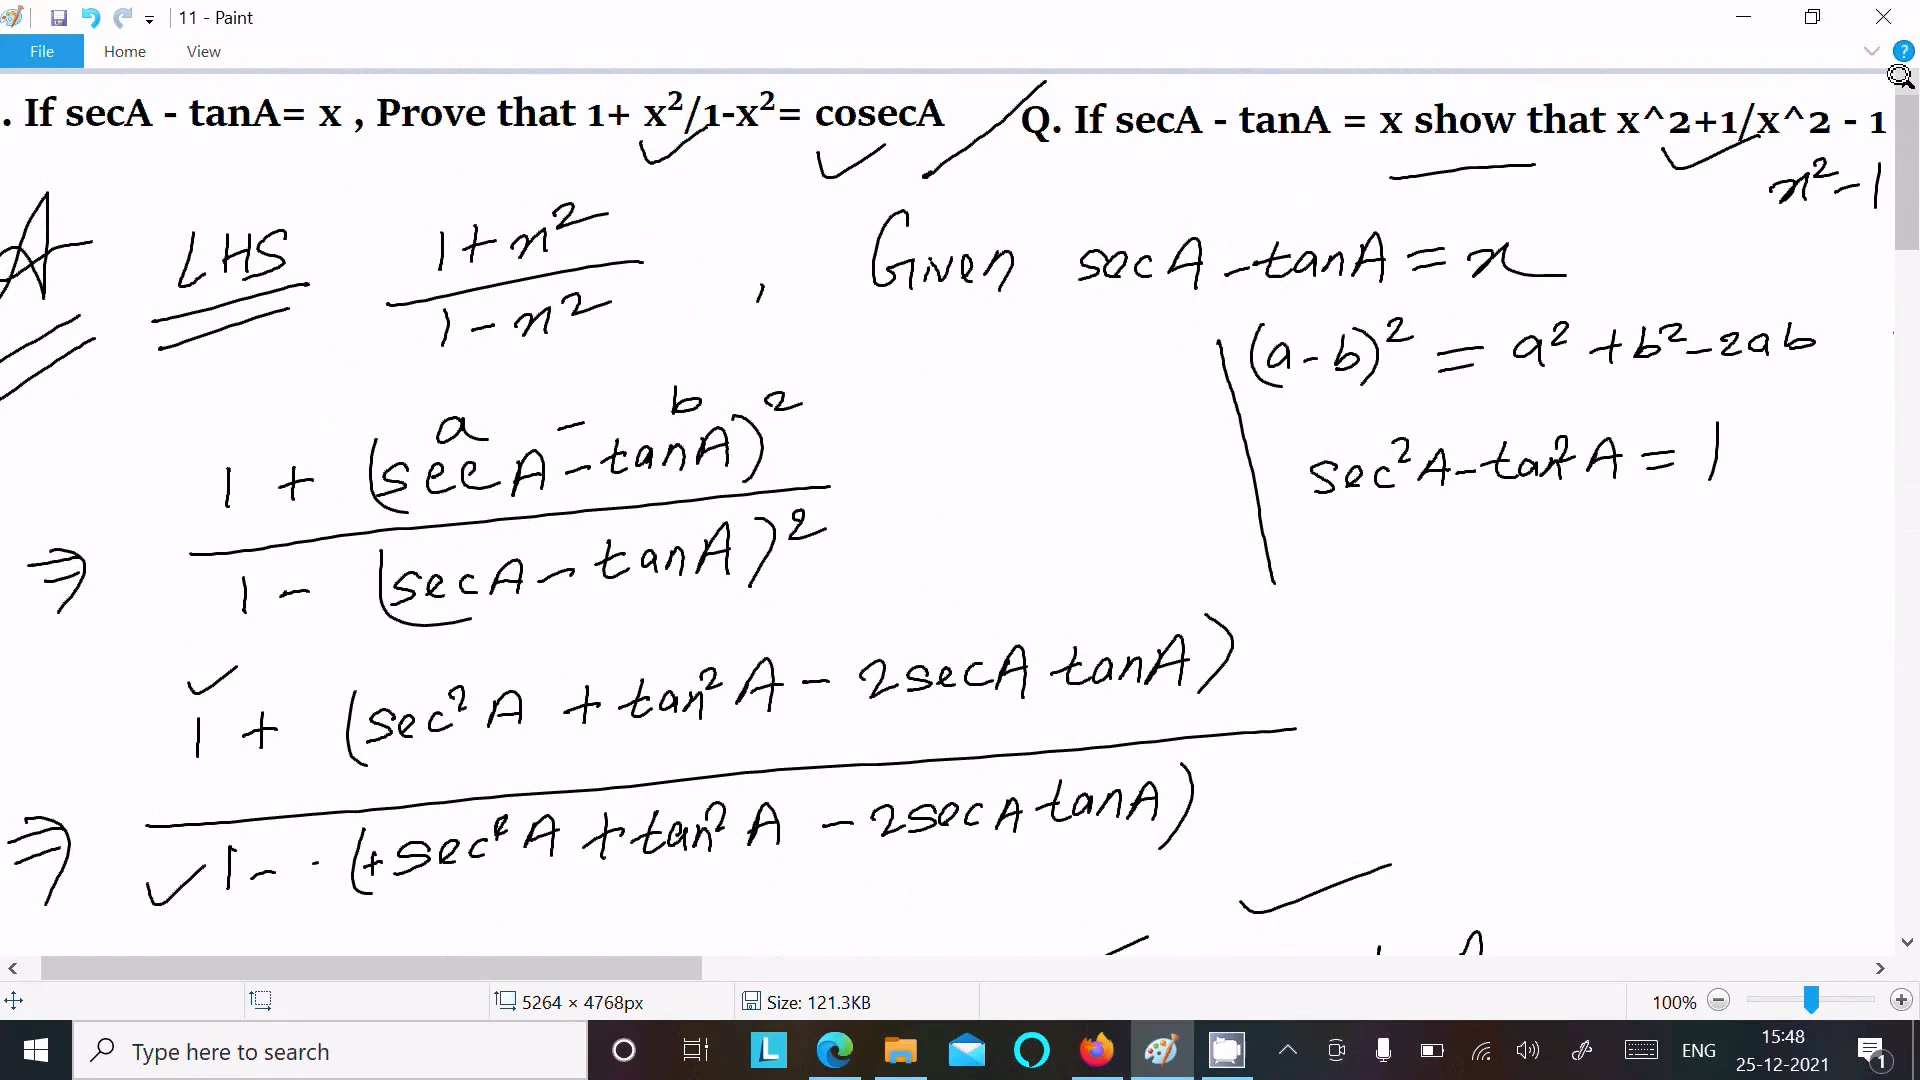 11 - Paint
File Home View
. If secA - tanA= x , Prove that 1+ x²/1-x²= cosecA
Q. If secA - tanA = x show that x^2+1/x^2 - 1
x²-1
A LHS 1+x²
1-x²
, Given secA-tanA=x
(a-b)² = a²+b²-2ab
sec²A-tan²A=1
a - b
1 + (secA-tanA)²
⇒ 1 - (secA-tanA)²
1 + (sec²A + tan²A - 2secA tanA)
⇒ 1- (+sec²A+tan²A - 2secA tanA)
5264 × 4768px Size: 121.3KB 100%
Type here to search L ENG 15:48
25-12-2021 1